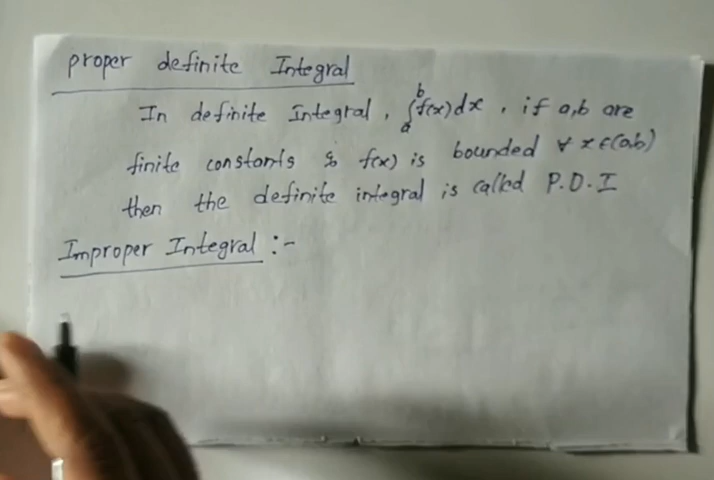 proper definite Integral
In definite Integral, ∫ₐᵇ f(x)dx, if a,b are
finite constants & f(x) is bounded ∀ x∈(ab)
then the definite integral is called P.D.I
Improper Integral :-